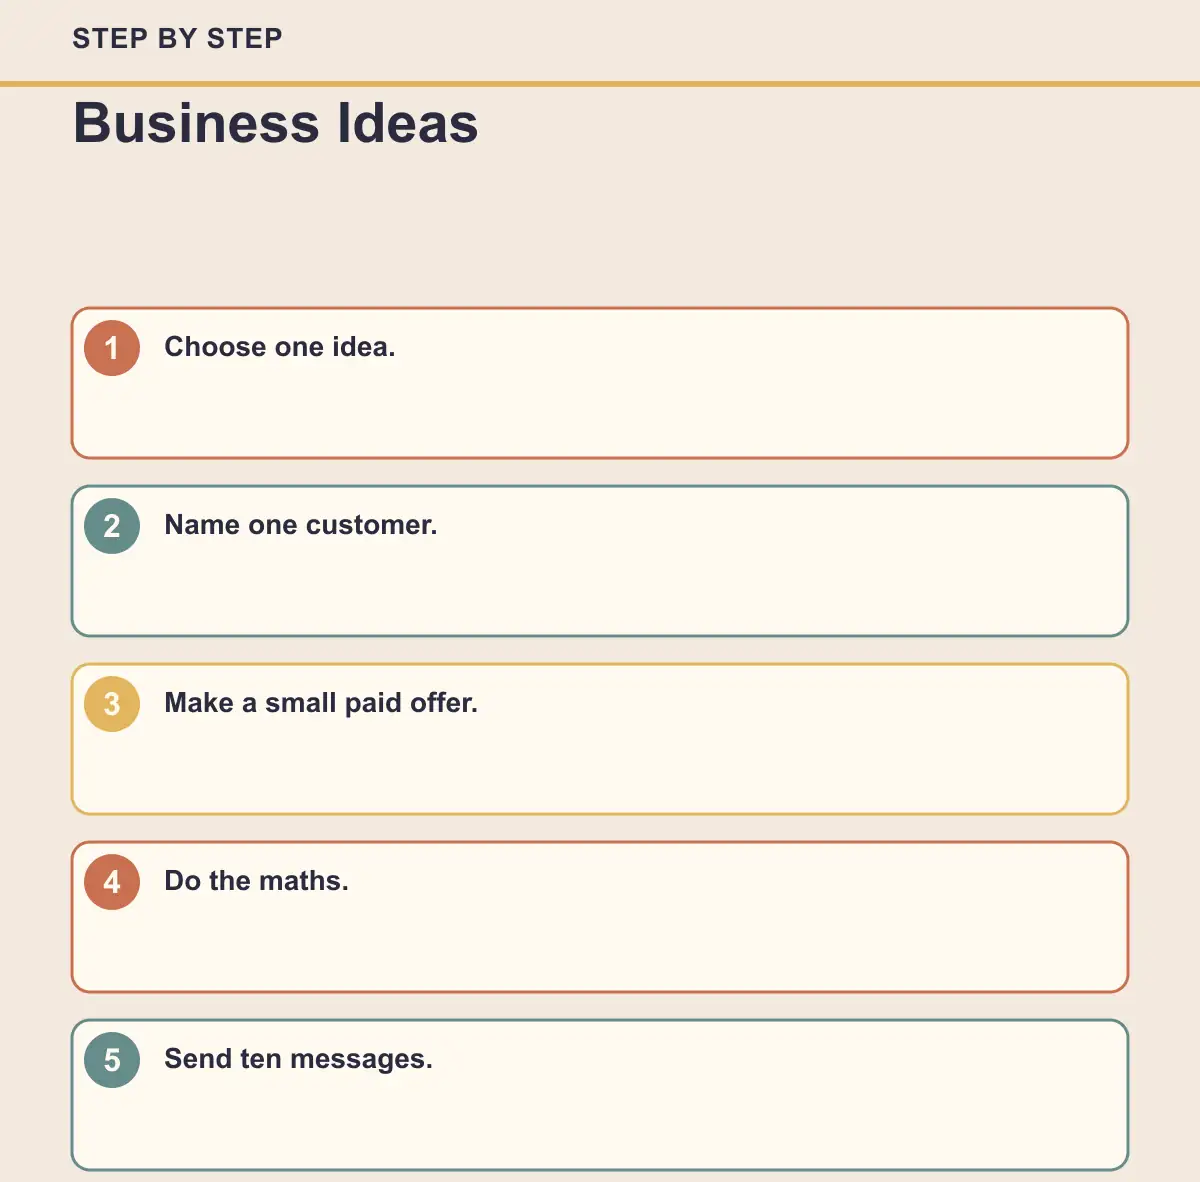 STEP BY STEP
Business Ideas
1 Choose one idea.
2 Name one customer.
3 Make a small paid offer.
4 Do the maths.
5 Send ten messages.